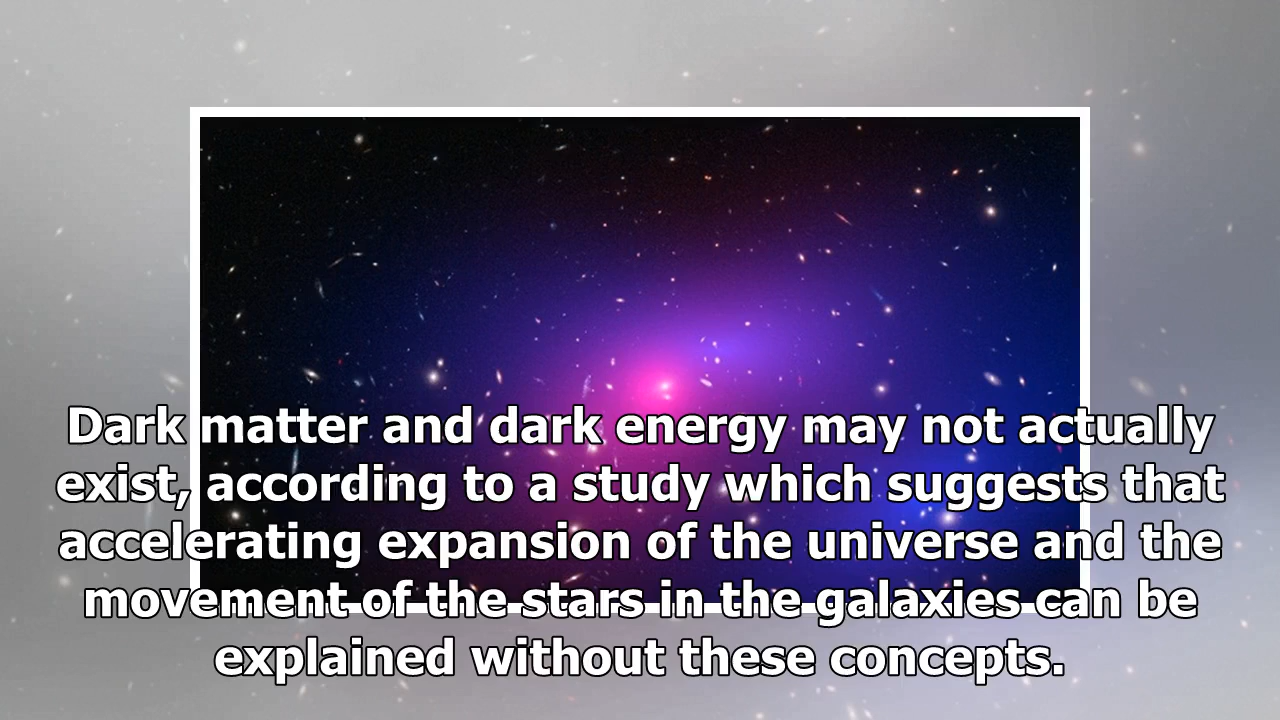 Dark matter and dark energy may not actually
exist, according to a study which suggests that
accelerating expansion of the universe and the
movement of the stars in the galaxies can be
explained without these concepts.